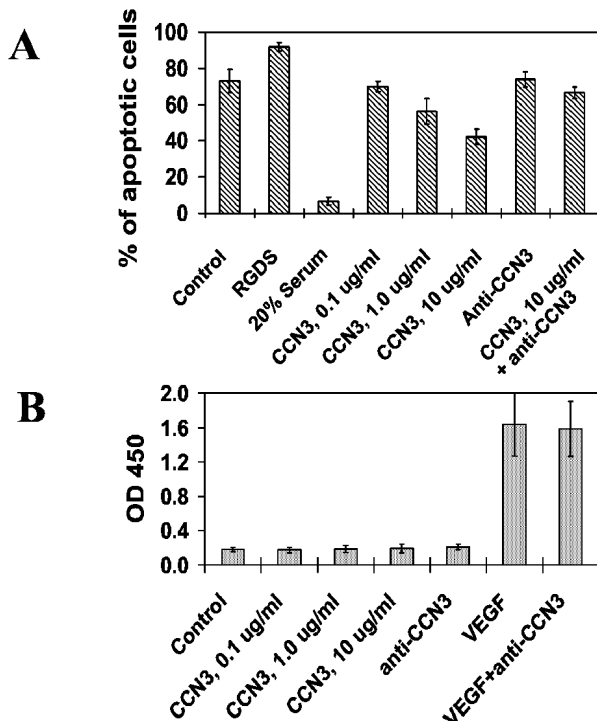 A
% of apoptotic cells
100
80
60
40
20
0
Control
RGDS
20% Serum
CCN3, 0.1 ug/ml
CCN3, 1.0 ug/ml
CCN3, 10 ug/ml
Anti-CCN3
CCN3, 10 ug/ml
+ anti-CCN3
B
OD 450
2.0
1.6
1.2
0.8
0.4
0.0
Control
CCN3, 0.1 ug/ml
CCN3, 1.0 ug/ml
CCN3, 10 ug/ml
anti-CCN3
VEGF
VEGF+anti-CCN3